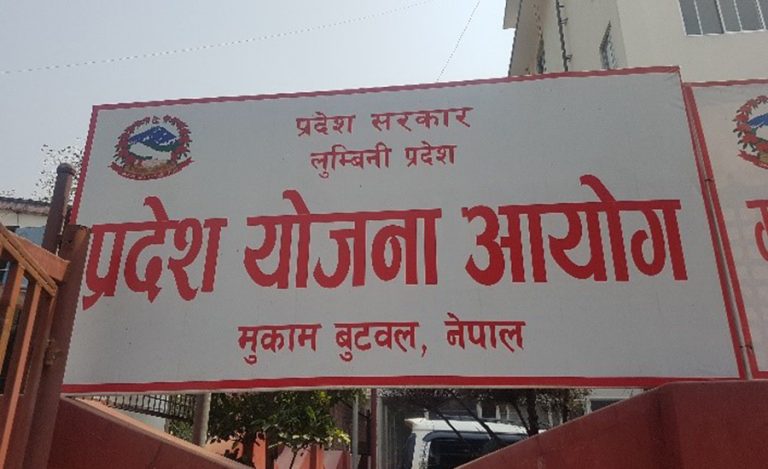 प्रदेश सरकार
लुम्बिनी प्रदेश
प्रदेश योजना आयोग
मुकाम बुटवल, नेपाल